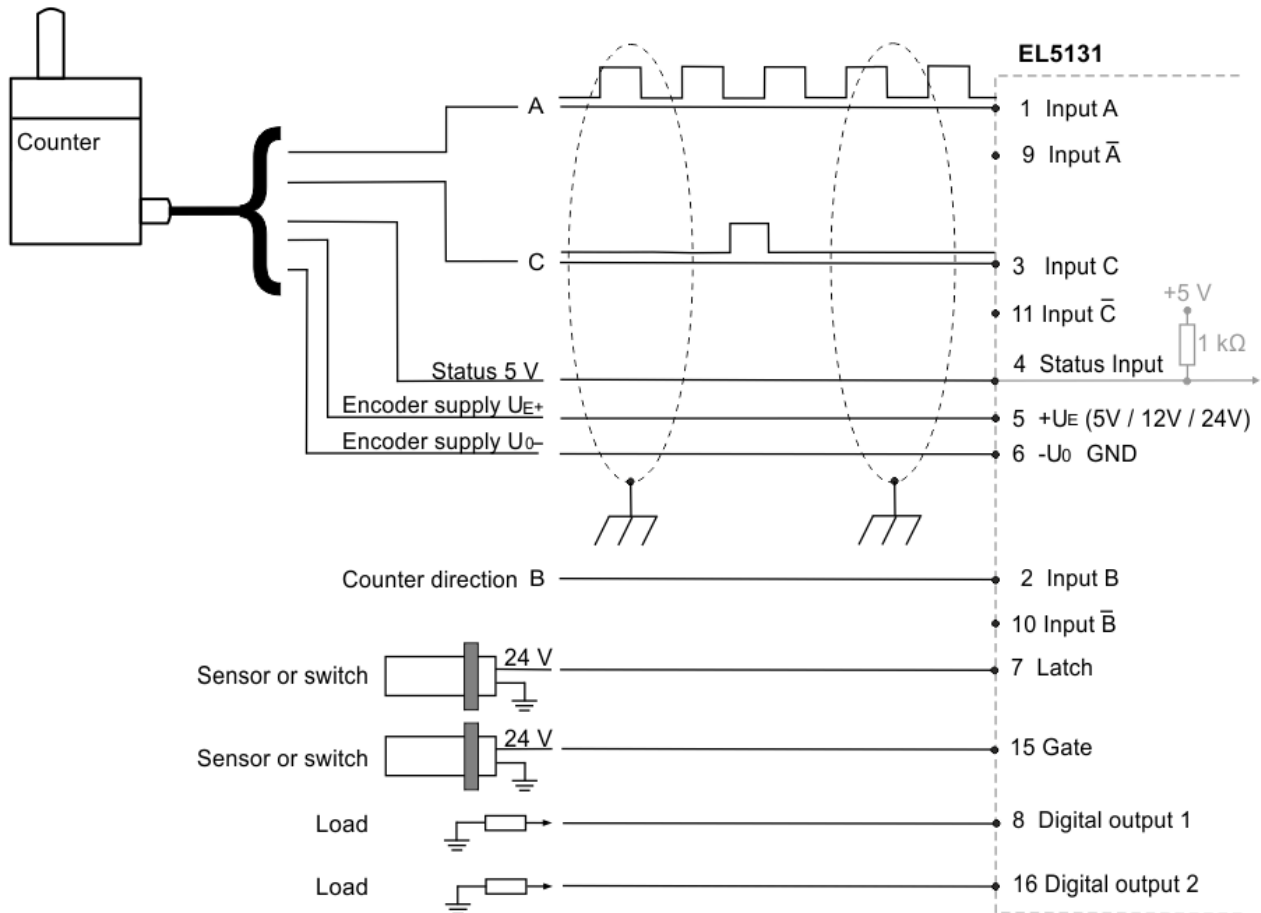 EL5131
Counter
A
1 Input A
9 Input A̅
C
3 Input C
11 Input C̅
+5 V
1 kΩ
Status 5 V
4 Status Input
Encoder supply UE+
5 +UE (5V / 12V / 24V)
Encoder supply U0–
6 -U0 GND
Counter direction B
2 Input B
10 Input B̅
Sensor or switch
24 V
7 Latch
Sensor or switch
24 V
15 Gate
Load
8 Digital output 1
Load
16 Digital output 2